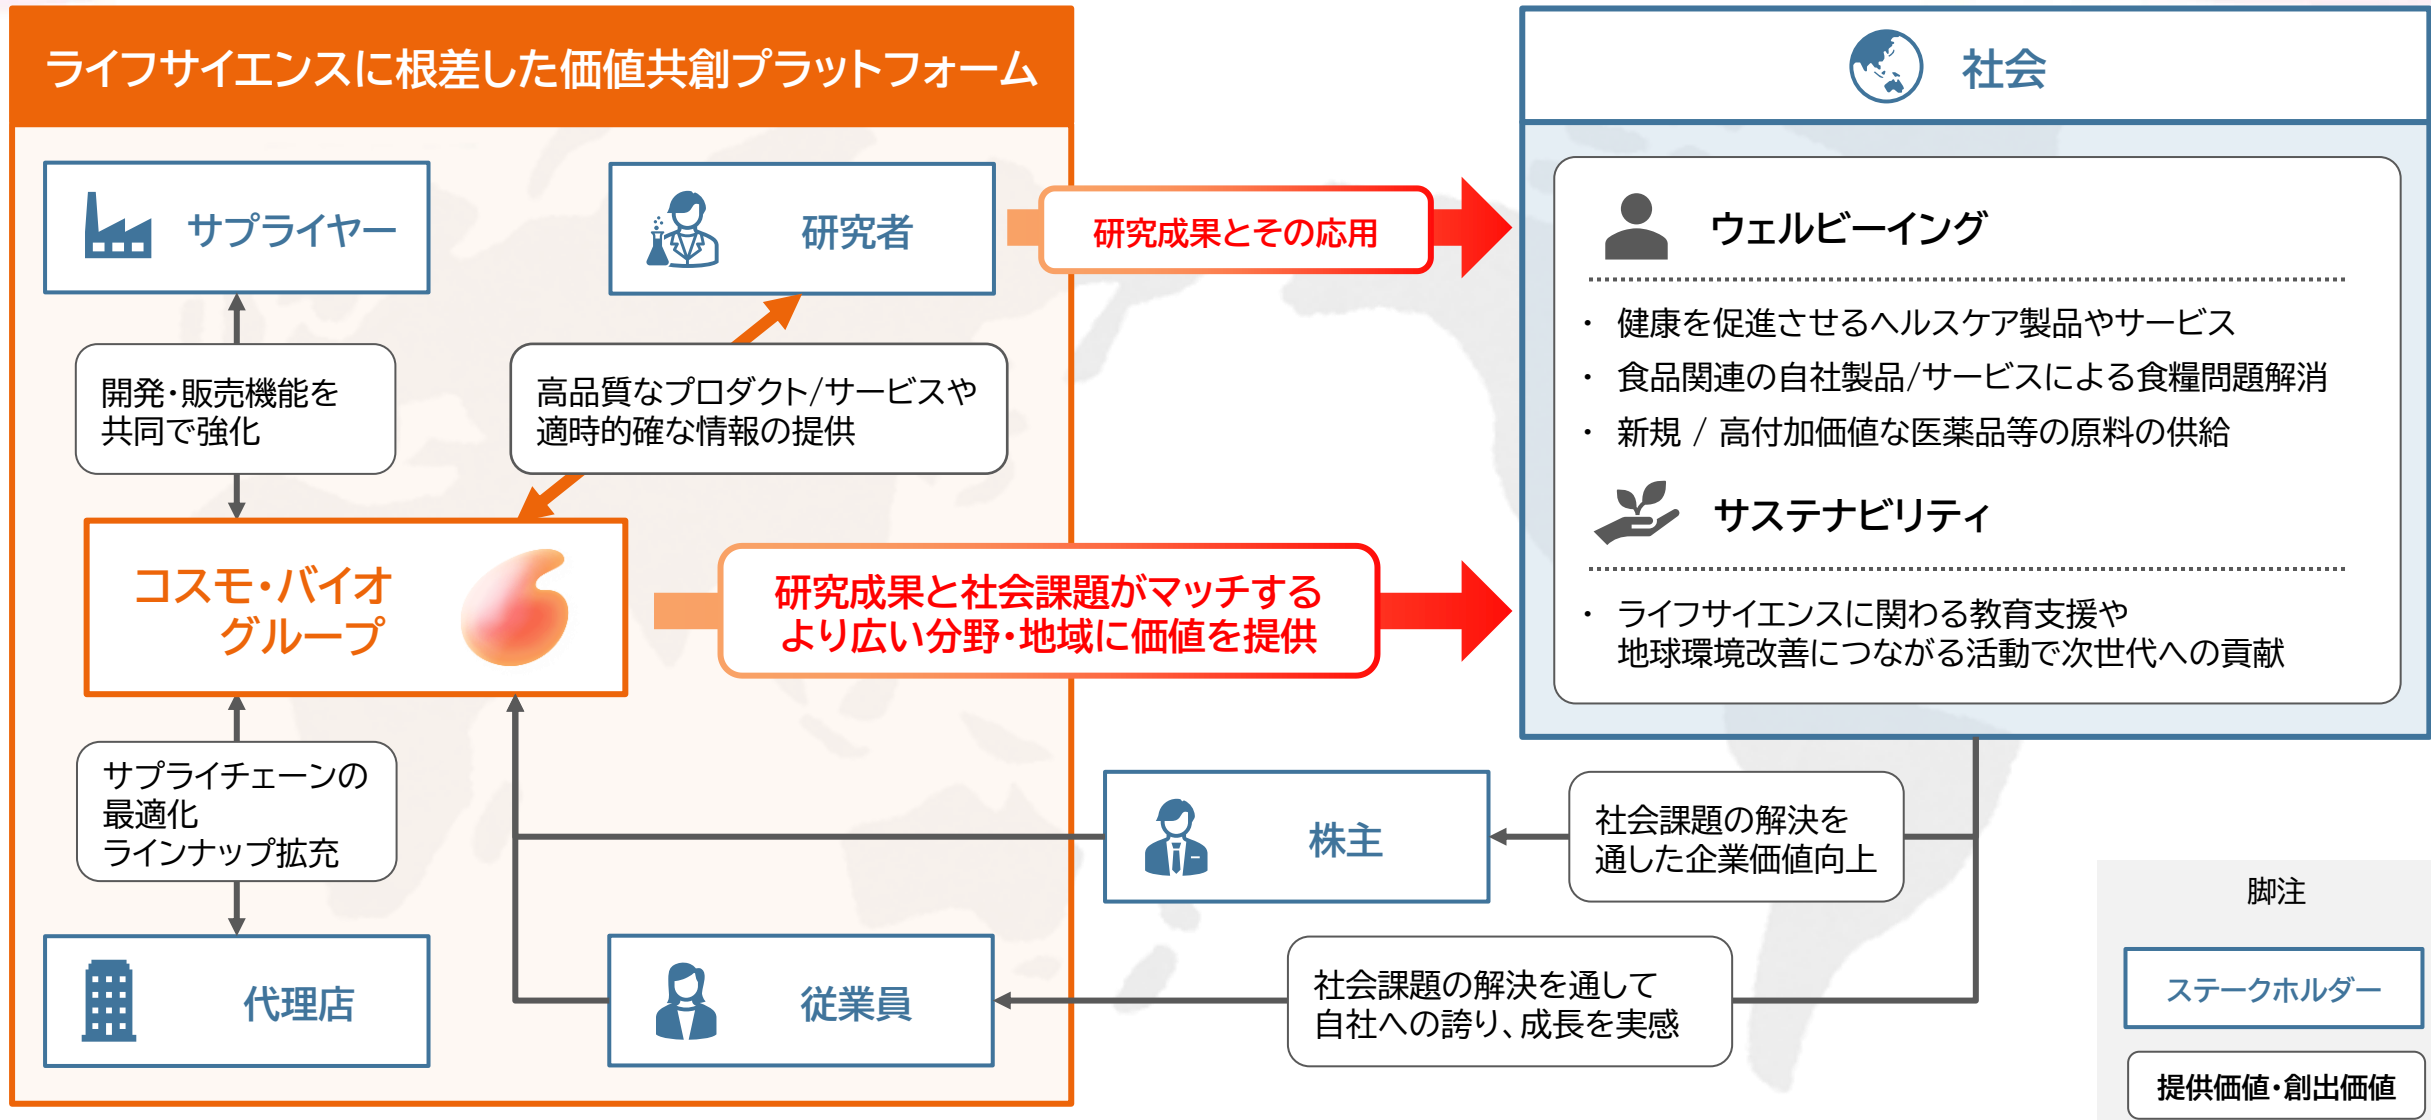 ライフサイエンスに根差した価値共創プラットフォーム
サプライヤー
研究者
開発・販売機能を
共同で強化
高品質なプロダクト/サービスや
適時的確な情報の提供
コスモ・バイオ
グループ
サプライチェーンの
最適化
ラインナップ拡充
代理店
従業員
研究成果とその応用
研究成果と社会課題がマッチする
より広い分野・地域に価値を提供
社会
ウェルビーイング
・ 健康を促進させるヘルスケア製品やサービス
・ 食品関連の自社製品/サービスによる食糧問題解消
・ 新規 / 高付加価値な医薬品等の原料の供給
サステナビリティ
・ ライフサイエンスに関わる教育支援や
地球環境改善につながる活動で次世代への貢献
株主
社会課題の解決を
通した企業価値向上
社会課題の解決を通して
自社への誇り、成長を実感
脚注
ステークホルダー
提供価値・創出価値